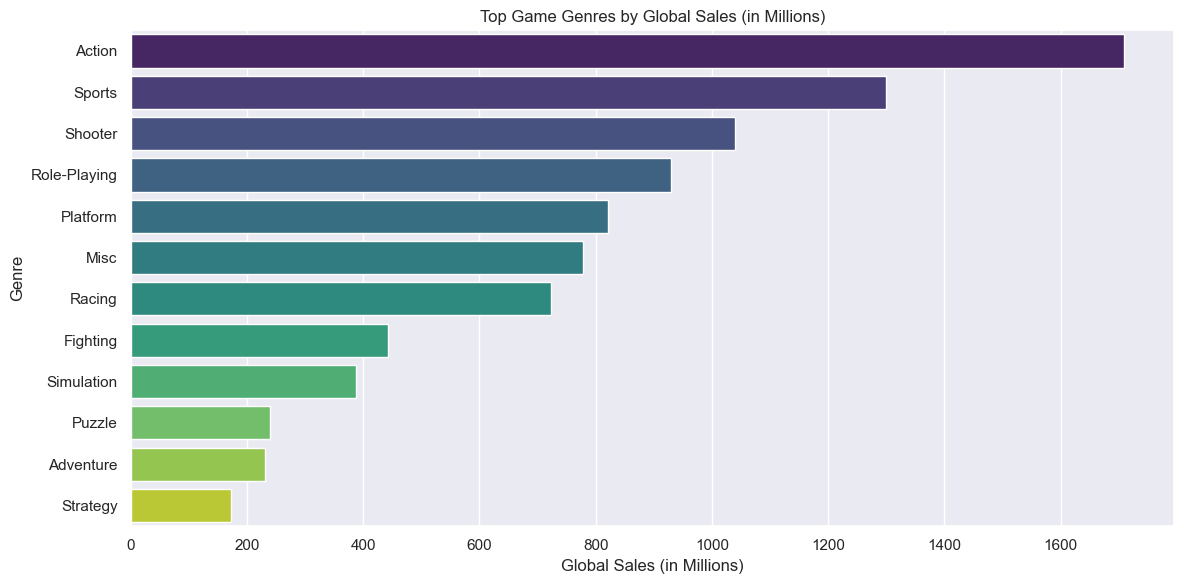 Top Game Genres by Global Sales (in Millions)
Genre
Action
Sports
Shooter
Role-Playing
Platform
Misc
Racing
Fighting
Simulation
Puzzle
Adventure
Strategy
0 200 400 600 800 1000 1200 1400 1600
Global Sales (in Millions)